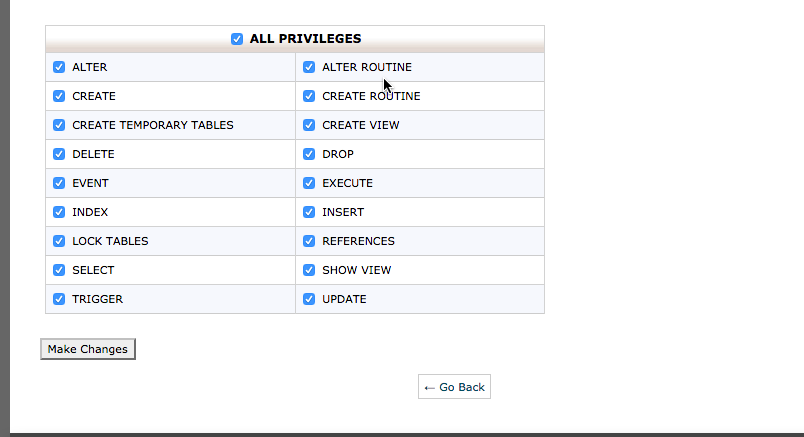 ALL PRIVILEGES
ALTER ALTER ROUTINE
CREATE CREATE ROUTINE
CREATE TEMPORARY TABLES CREATE VIEW
DELETE DROP
EVENT EXECUTE
INDEX INSERT
LOCK TABLES REFERENCES
SELECT SHOW VIEW
TRIGGER UPDATE
Make Changes
← Go Back